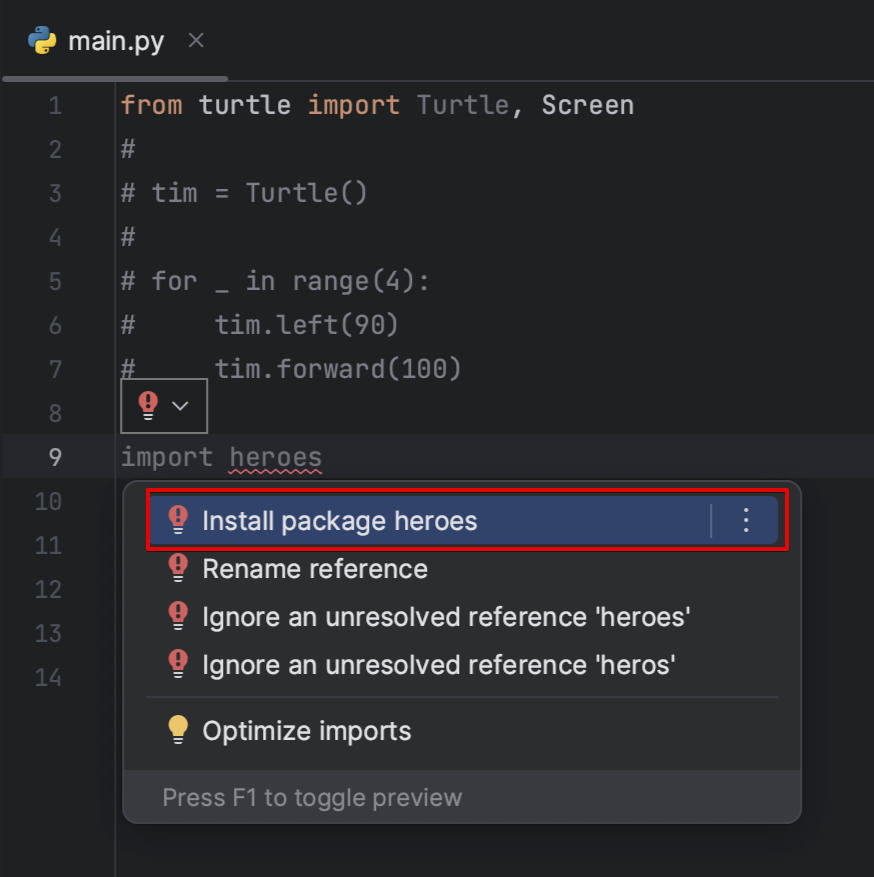 main.py
1 from turtle import Turtle, Screen
2 #
3 # tim = Turtle()
4 #
5 # for _ in range(4):
6 #     tim.left(90)
7 #     tim.forward(100)
8
9 import heroes
10
11
12
13
14
Install package heroes
Rename reference
Ignore an unresolved reference 'heroes'
Ignore an unresolved reference 'heros'
Optimize imports
Press F1 to toggle preview